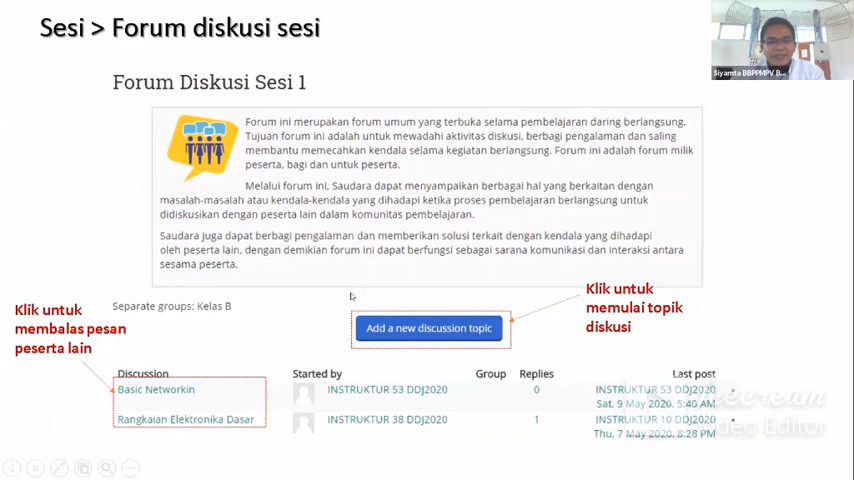 Sesi > Forum diskusi sesi
Siyamta BBPPMPV B...
Forum Diskusi Sesi 1
Forum ini merupakan forum umum yang terbuka selama pembelajaran daring berlangsung.
Tujuan forum ini adalah untuk mewadahi aktivitas diskusi, berbagi pengalaman dan saling
membantu memecahkan kendala selama kegiatan berlangsung. Forum ini adalah forum milik
peserta, bagi dan untuk peserta.
Melalui forum ini, Saudara dapat menyampaikan berbagai hal yang berkaitan dengan
masalah-masalah atau kendala-kendala yang dihadapi ketika proses pembelajaran berlangsung untuk
didiskusikan dengan peserta lain dalam komunitas pembelajaran.
Saudara juga dapat berbagi pengalaman dan memberikan solusi terkait dengan kendala yang dihadapi
oleh peserta lain, dengan demikian forum ini dapat berfungsi sebagai sarana komunikasi dan interaksi antara
sesama peserta.
Klik untuk
memulai topik
diskusi
Klik untuk
membalas pesan
peserta lain
Separate groups: Kelas B
Add a new discussion topic
Discussion Started by Group Replies Last post
Basic Networkin INSTRUKTUR 53 DDJ2020 0 INSTRUKTUR 53 DDJ2020
Sat, 9 May 2020, 5:40 AM
Rangkaian Elektronika Dasar INSTRUKTUR 38 DDJ2020 1 INSTRUKTUR 10 DDJ2020
Thu, 7 May 2020, 8:28 PM
Video Editor